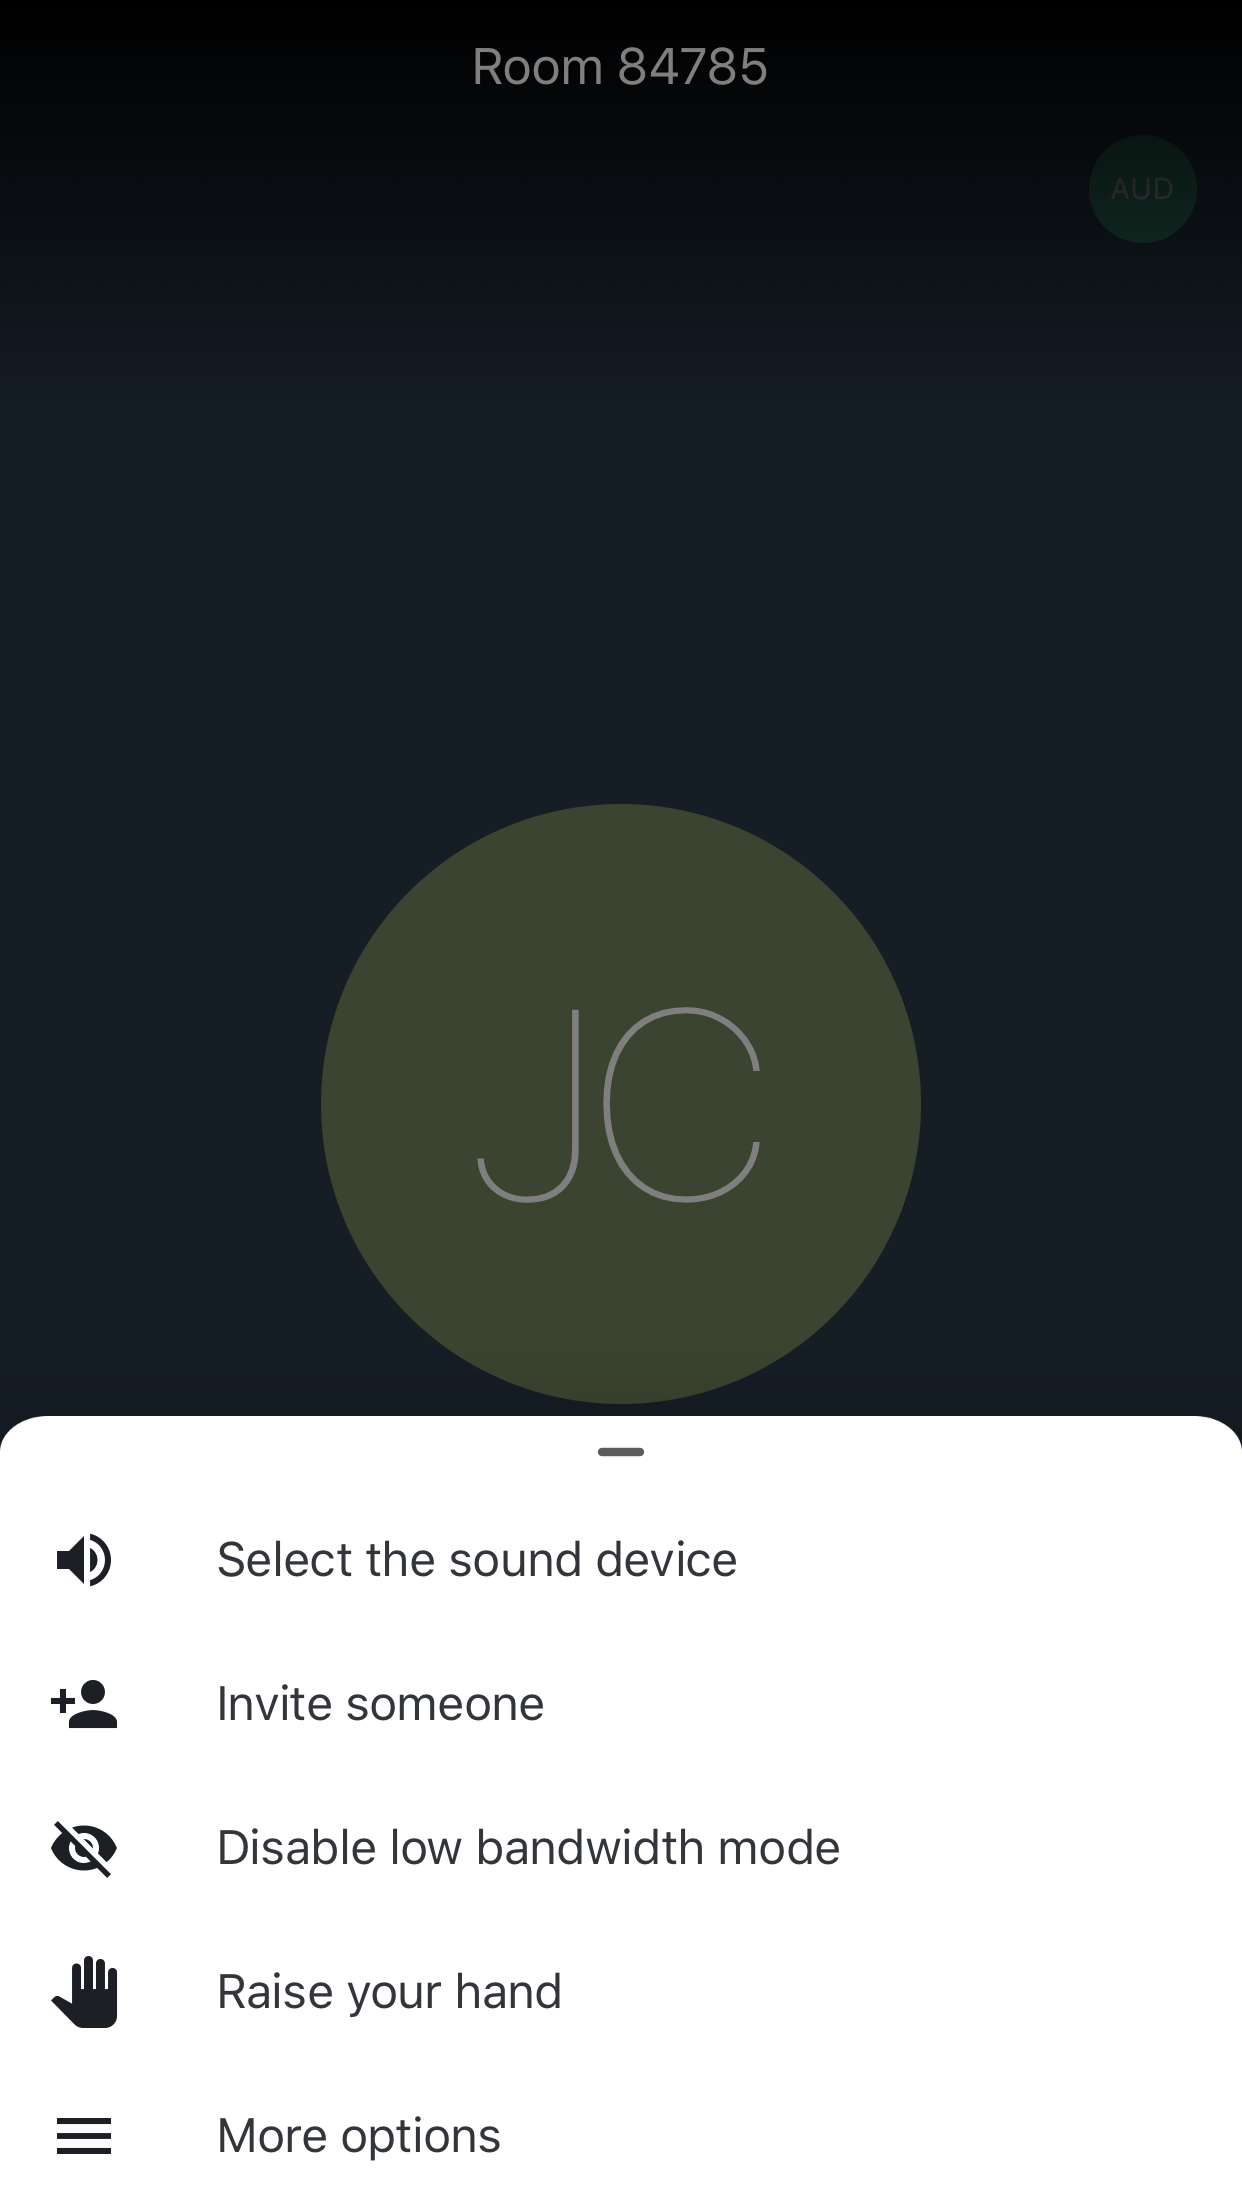 Room 84785
AUD
JC
Select the sound device
Invite someone
Disable low bandwidth mode
Raise your hand
More options